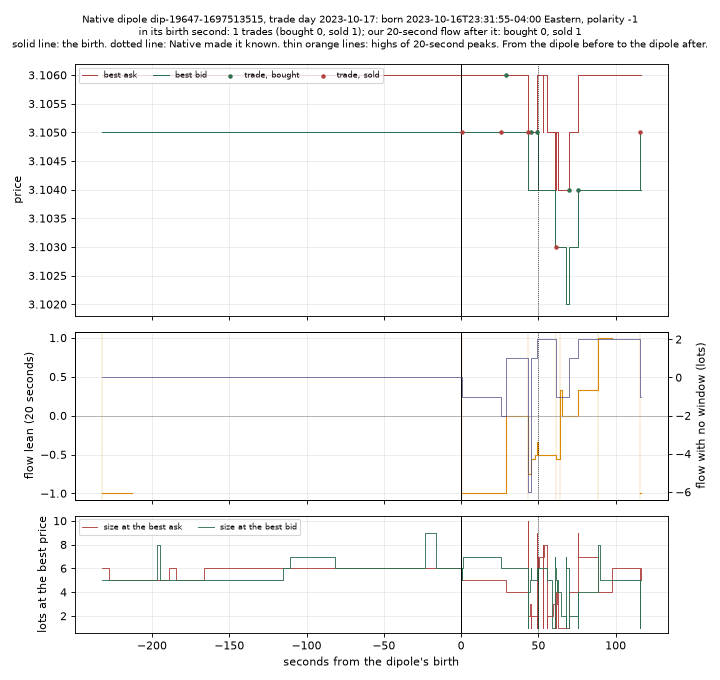 Native dipole dip-19647-1697513515, trade day 2023-10-17: born 2023-10-16T23:31:55-04:00 Eastern, polarity -1
in its birth second: 1 trades (bought 0, sold 1); our 20-second flow after it: bought 0, sold 1
solid line: the birth. dotted line: Native made it known. thin orange lines: highs of 20-second peaks. From the dipole before to the dipole after.
best ask
best bid
trade, bought
trade, sold
3.1060
3.1055
3.1050
3.1045
3.1040
3.1035
3.1030
3.1025
3.1020
price
1.0
0.5
0.0
−0.5
−1.0
flow lean (20 seconds)
2
0
−2
−4
−6
flow with no window (lots)
size at the best ask
size at the best bid
10
8
6
4
2
lots at the best price
−200
−150
−100
−50
0
50
100
seconds from the dipole's birth